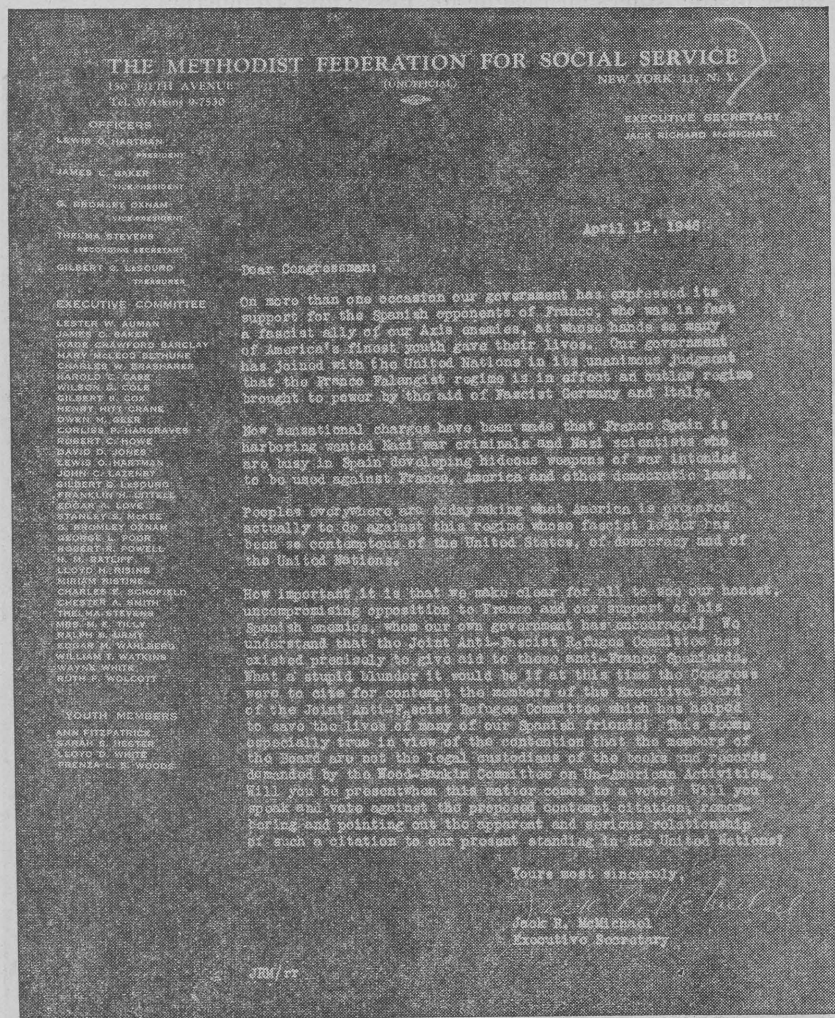 THE METHODIST FEDERATION FOR SOCIAL SERVICE
150 FIFTH AVENUE
(UNOFFICIAL)
NEW YORK 11, N. Y.
Tel. WAtkins 9-7530
EXECUTIVE SECRETARY
JACK RICHARD McMICHAEL
OFFICERS
LEWIS O. HARTMAN
PRESIDENT
JAMES C. BAKER
VICE-PRESIDENT
G. BROMLEY OXNAM
VICE-PRESIDENT
THELMA STEVENS
RECORDING SECRETARY
GILBERT Q. LeSOURD
TREASURER
EXECUTIVE COMMITTEE
LESTER W. AUMAN
JAMES C. BAKER
WADE CRAWFORD BARCLAY
MARY McLEOD BETHUNE
CHARLES W. BRASHARES
HAROLD C. CASE
WILSON G. COLE
GILBERT S. COX
HENRY HITT CRANE
OWEN M. GEER
CURLISS P. HARGRAVES
ROBERT C. HOWE
DAVID D. JONES
LEWIS O. HARTMAN
JOHN C. LAZENBY
GILBERT Q. LeSOURD
FRANKLIN H. LITTELL
EDGAR A. LOVE
STANLEY S. McKEE
G. BROMLEY OXNAM
GEORGE L. POOR
ROBERT R. POWELL
H. M. RATLIFF
LLOYD H. RISING
MIRIAM RISTINE
CHARLES E. SCHOFIELD
CHESTER A. SMITH
THELMA STEVENS
MRS. M. E. TILLY
RALPH B. URMY
EDGAR M. WAHLBERG
WILLIAM T. WATKINS
WAYNE WHITE
RUTH F. WOLCOTT
YOUTH MEMBERS
ANN FITZPATRICK
SARAH E. HESTER
LLOYD D. WHITE
PRENZA L. S. WOODS
April 12, 1946
Dear Congressman:
On more than one occasion our government has expressed its
support for the Spanish opponents of Franco, who was in fact
a fascist ally of our Axis enemies, at whose hands so many
of America's finest youth gave their lives. Our government
has joined with the United Nations in its unanimous judgment
that the Franco Falangist regime is in effect an outlaw regime
brought to power by the aid of Fascist Germany and Italy.
Now sensational charges have been made that Franco Spain is
harboring wanted Nazi war criminals and Nazi scientists who
are busy in Spain developing hideous weapons of war intended
to be used against France, America and other democratic lands.
Peoples everywhere are today asking what America is prepared
actually to do against this regime whose fascist leader has
been so contemptous of the United States, of democracy and of
the United Nations.
How important it is that we make clear for all to see our honest,
uncompromising opposition to Franco and our support of his
Spanish enemies, whom our own government has encouraged! We
understand that the Joint Anti-Fascist Refugee Committee has
existed precisely to give aid to these anti-Franco Spaniards.
What a stupid blunder it would be if at this time the Congress
were to cite for contempt the members of the Executive Board
of the Joint Anti-Fascist Refugee Committee which has helped
to save the lives of many of our Spanish friends! This seems
especially true in view of the contention that the members of
the Board are not the legal custodians of the books and records
demanded by the Wood-Rankin Committee on Un-American Activities.
Will you be present when this matter comes to a vote? Will you
speak and vote against the proposed contempt citation, remem-
bering and pointing out the apparent and serious relationship
of such a citation to our present standing in the United Nations?
Yours most sincerely,
Jack R. McMichael
Jack R. McMichael
Executive Secretary
JRM/rr